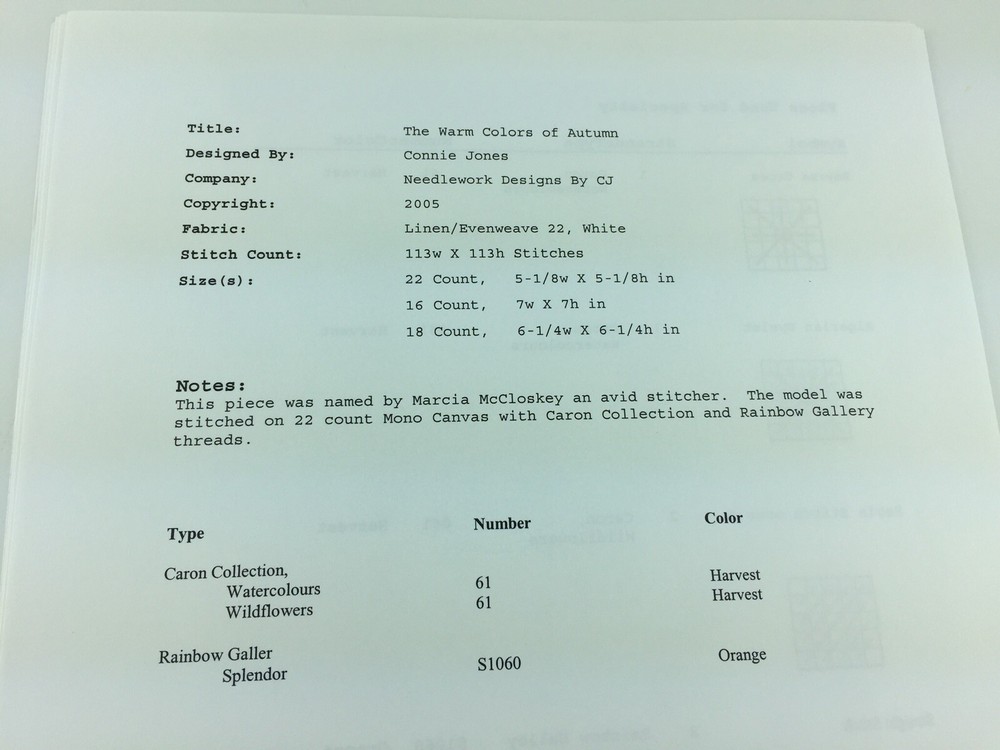 Title: The Warm Colors of Autumn
Designed By: Connie Jones
Company: Needlework Designs By CJ
Copyright: 2005
Fabric: Linen/Evenweave 22, White
Stitch Count: 113w X 113h Stitches
Size(s): 22 Count, 5-1/8w X 5-1/8h in
16 Count, 7w X 7h in
18 Count, 6-1/4w X 6-1/4h in
Notes:
This piece was named by Marcia McCloskey an avid stitcher. The model was
stitched on 22 count Mono Canvas with Caron Collection and Rainbow Gallery
threads.
Type Number Color
Caron Collection,
Watercolours 61 Harvest
Wildflowers 61 Harvest
Rainbow Galler
Splendor S1060 Orange